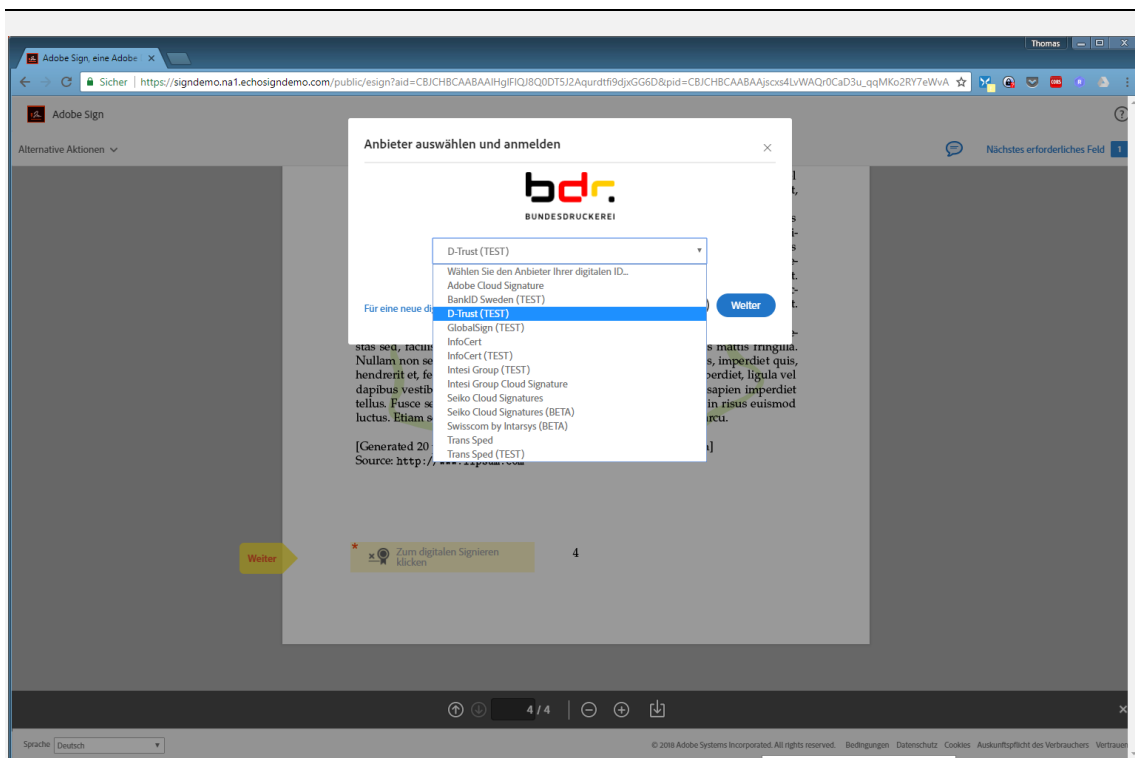 Thomas
Adobe Sign, eine Adobe
Sicher | https://signdemo.na1.echosigndemo.com/public/esign?aid=CBJCHBCAABAAIHgIFIQJ8Q0DT5J2Aqurdtfi9djxGG6D&pid=CBJCHBCAABAAjscxs4LvWAQr0CaD3u_qqMKo2RY7eWvA
Adobe Sign
Alternative Aktionen
Nächstes erforderliches Feld 1
Anbieter auswählen und anmelden
bdr.
BUNDESDRUCKEREI
D-Trust (TEST)
Wählen Sie den Anbieter Ihrer digitalen ID...
Adobe Cloud Signature
BankID Sweden (TEST)
D-Trust (TEST)
GlobalSign (TEST)
InfoCert
InfoCert (TEST)
Intesi Group (TEST)
Intesi Group Cloud Signature
Seiko Cloud Signatures
Seiko Cloud Signatures (BETA)
Swisscom by Intarsys (BETA)
Trans Sped
Trans Sped (TEST)
Für eine neue di
Weiter
stas sed, facilis s mattis fringilla.
Nullam non se s, imperdiet quis,
hendrerit et, fe perdiet, ligula vel
dapibus vestib sapien imperdiet
tellus. Fusce se in risus euismod
luctus. Etiam s arcu.
[Generated 20
Source: http://www.lipsum.com
Weiter
* Zum digitalen Signieren
klicken
4
4 / 4
Sprache Deutsch
© 2018 Adobe Systems Incorporated. All rights reserved. Bedingungen Datenschutz Cookies Auskunftspflicht des Verbrauchers Vertrauen